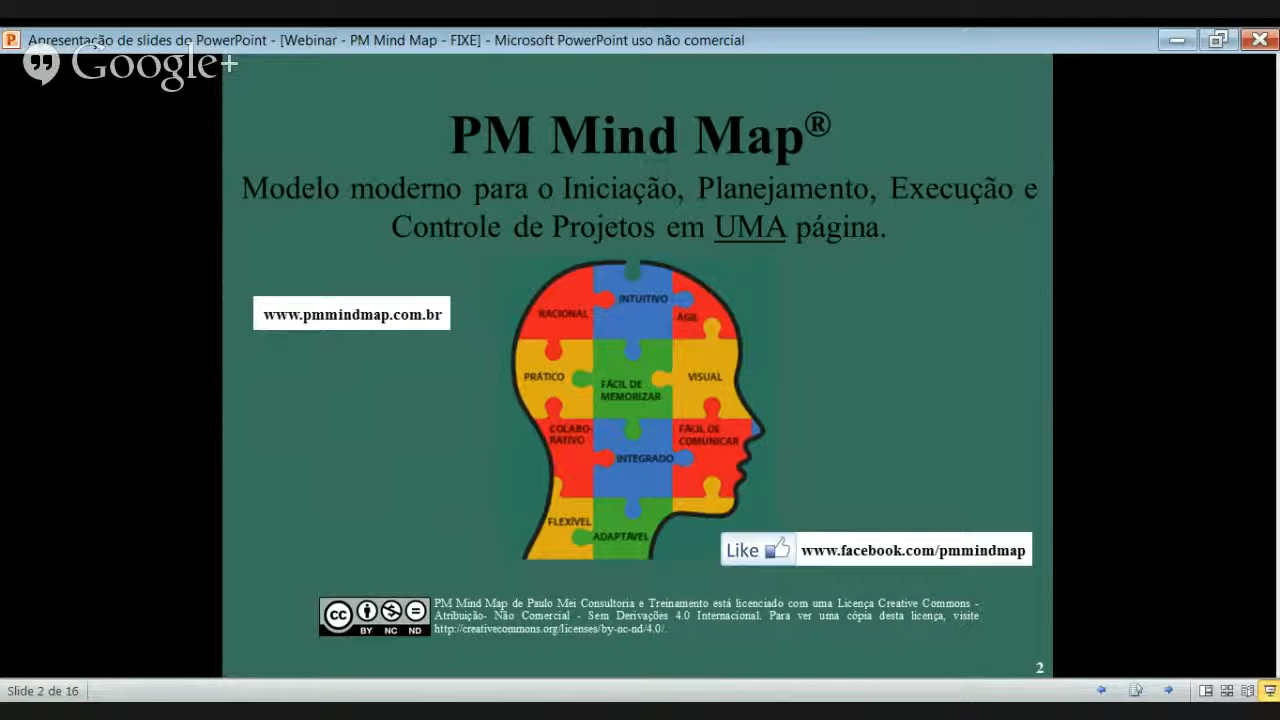 Apresentação de slides do PowerPoint - [Webinar - PM Mind Map - FIXE] - Microsoft PowerPoint uso não comercial
Google+
PM Mind Map®
Modelo moderno para o Iniciação, Planejamento, Execução e
Controle de Projetos em UMA página.
www.pmmindmap.com.br
RACIONAL
INTUITIVO
AGIL
PRÁTICO
FÁCIL DE
MEMORIZAR
VISUAL
COLABO-
RATIVO
INTEGRADO
FÁCIL DE
COMUNICAR
FLEXÍVEL
ADAPTÁVEL
Like
www.facebook.com/pmmindmap
cc
BY NC ND
PM Mind Map de Paulo Mei Consultoria e Treinamento está licenciado com uma Licença Creative Commons -
Atribuição- Não Comercial - Sem Derivações 4.0 Internacional. Para ver uma cópia desta licença, visite
http://creativecommons.org/licenses/by-nc-nd/4.0/.
2
Slide 2 de 16